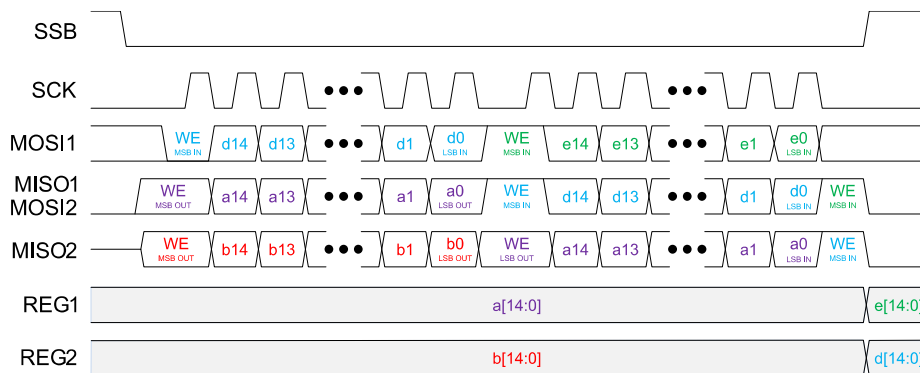 SSB
SCK
●●● ●●●
MOSI1 WE d14 d13 ●●● d1 d0 WE e14 e13 ●●● e1 e0
MSB IN LSB IN MSB IN LSB IN
MISO1
MOSI2 WE a14 a13 ●●● a1 a0 WE d14 d13 ●●● d1 d0 WE
MSB OUT LSB OUT MSB IN LSB IN MSB IN
MISO2 WE b14 b13 ●●● b1 b0 WE a14 a13 ●●● a1 a0 WE
MSB OUT LSB OUT LSB OUT LSB IN MSB IN
REG1 a[14:0] e[14:0]
REG2 b[14:0] d[14:0]